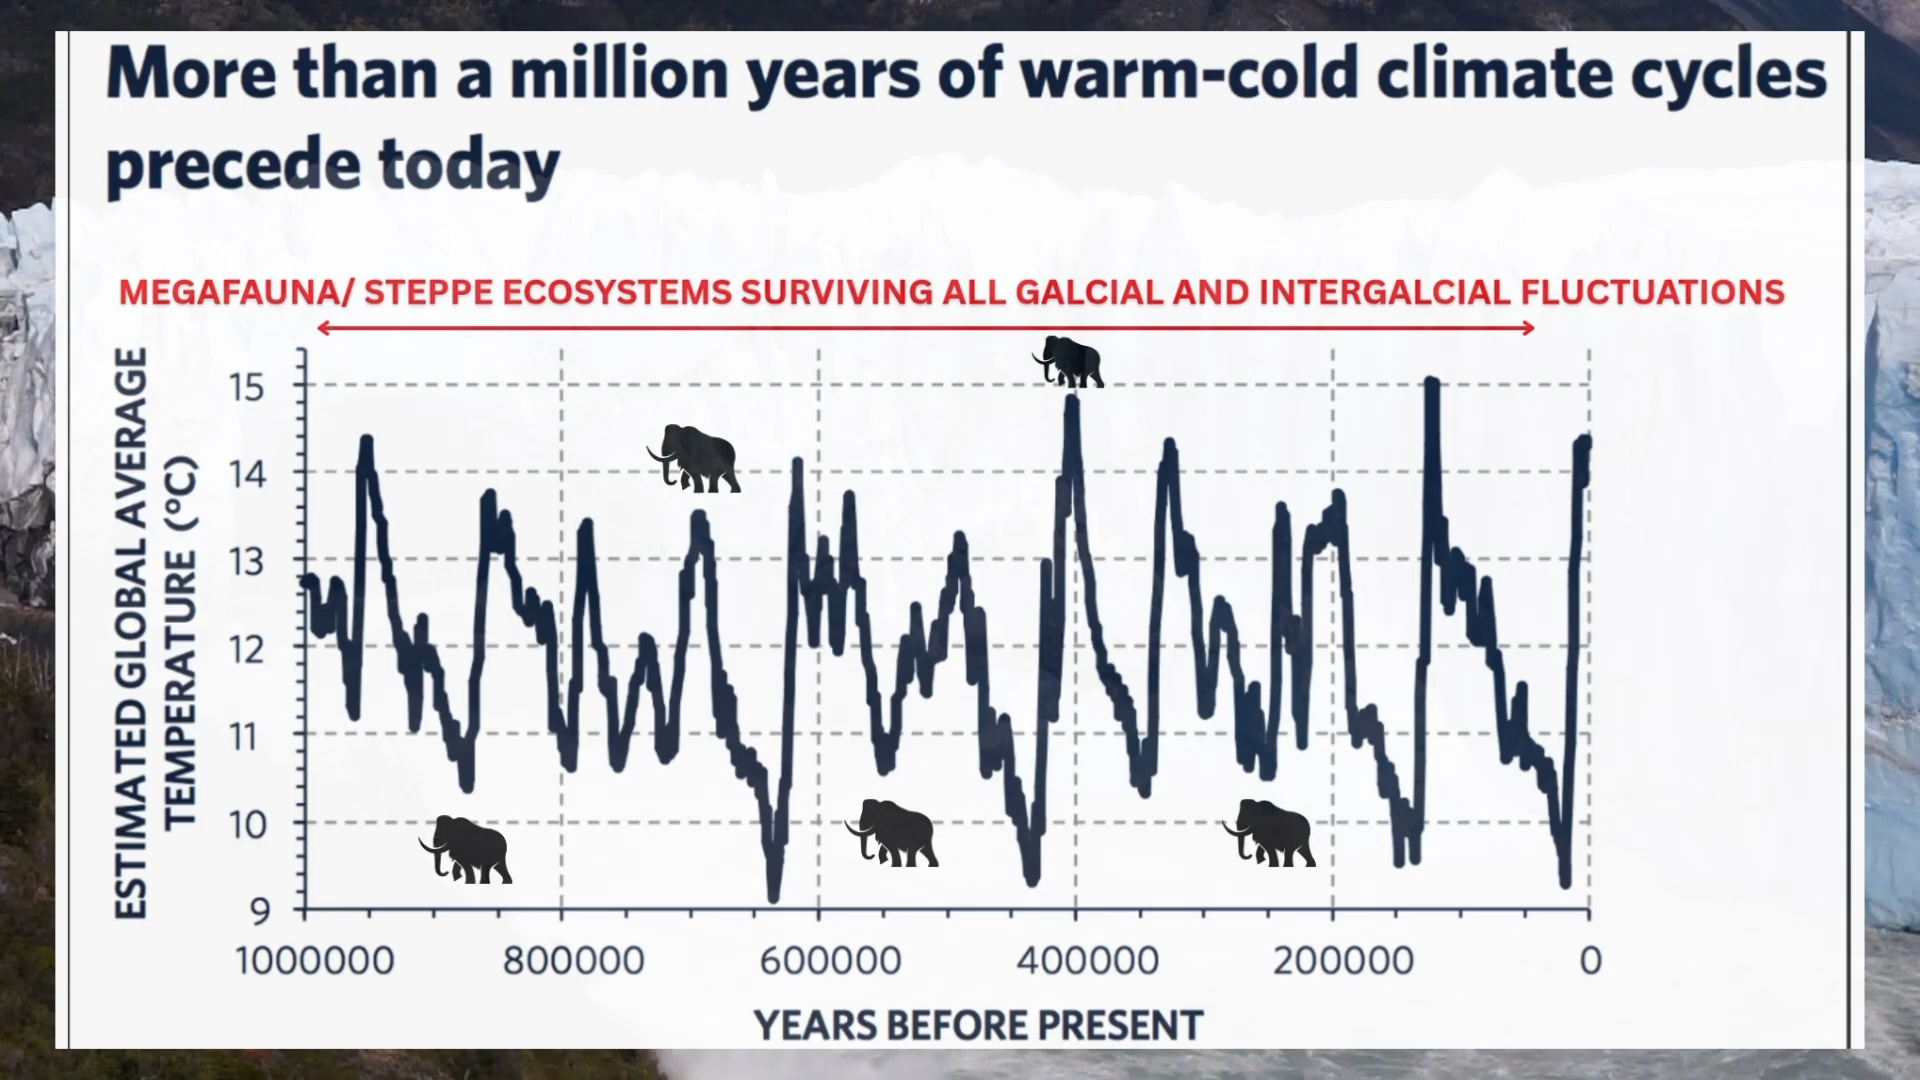 More than a million years of warm-cold climate cycles
precede today
MEGAFAUNA/ STEPPE ECOSYSTEMS SURVIVING ALL GALCIAL AND INTERGALCIAL FLUCTUATIONS
ESTIMATED GLOBAL AVERAGE
TEMPERATURE (°C)
15
14
13
12
11
10
9
1000000 800000 600000 400000 200000 0
YEARS BEFORE PRESENT